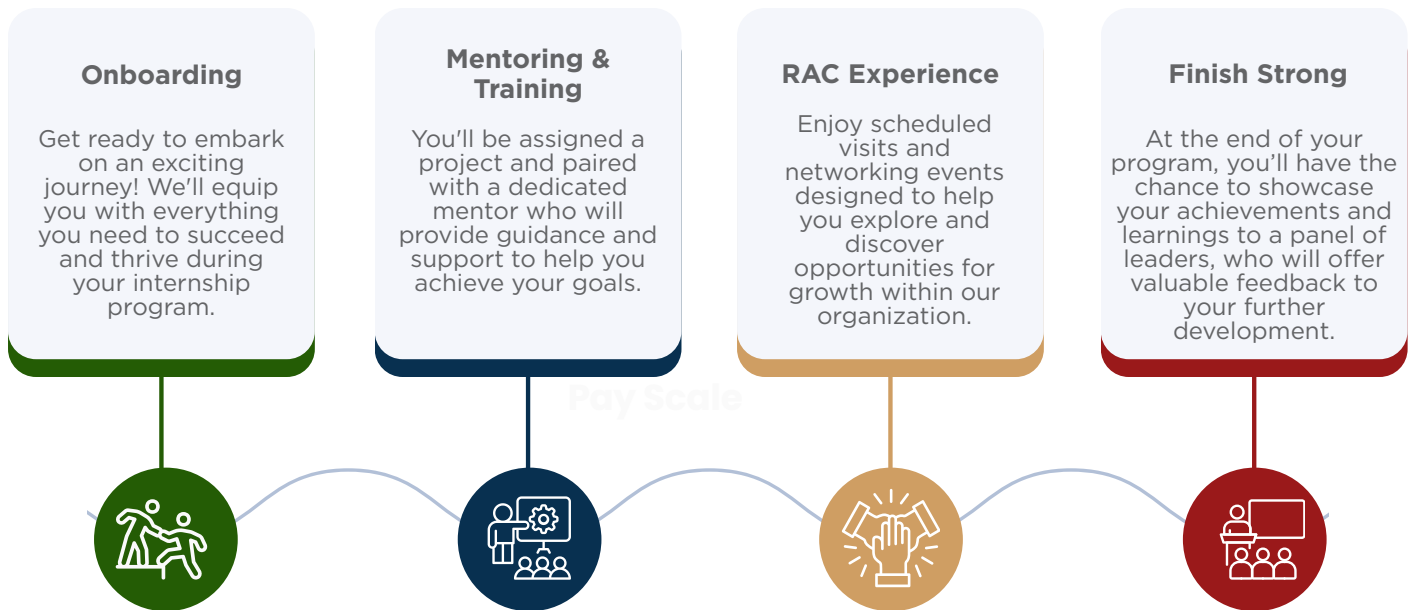 Onboarding
Get ready to embark
on an exciting
journey! We'll equip
you with everything
you need to succeed
and thrive during
your internship
program.
Mentoring &
Training
You'll be assigned a
project and paired
with a dedicated
mentor who will
provide guidance and
support to help you
achieve your goals.
RAC Experience
Enjoy scheduled
visits and
networking events
designed to help
you explore and
discover
opportunities for
growth within our
organization.
Finish Strong
At the end of your
program, you’ll have the
chance to showcase
your achievements and
learnings to a panel of
leaders, who will offer
valuable feedback to
your further
development.
Pay Scale